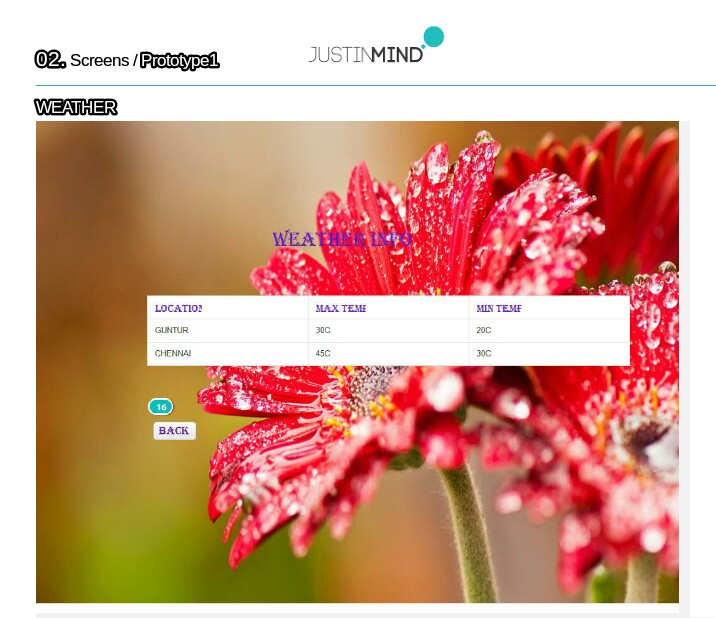 02. Screens / Prototype1
JUSTINMIND
WEATHER
WEATHER INFO
LOCATION MAX TEMP MIN TEMP
GUNTUR 30C 20C
CHENNAI 45C 30C
16
BACK